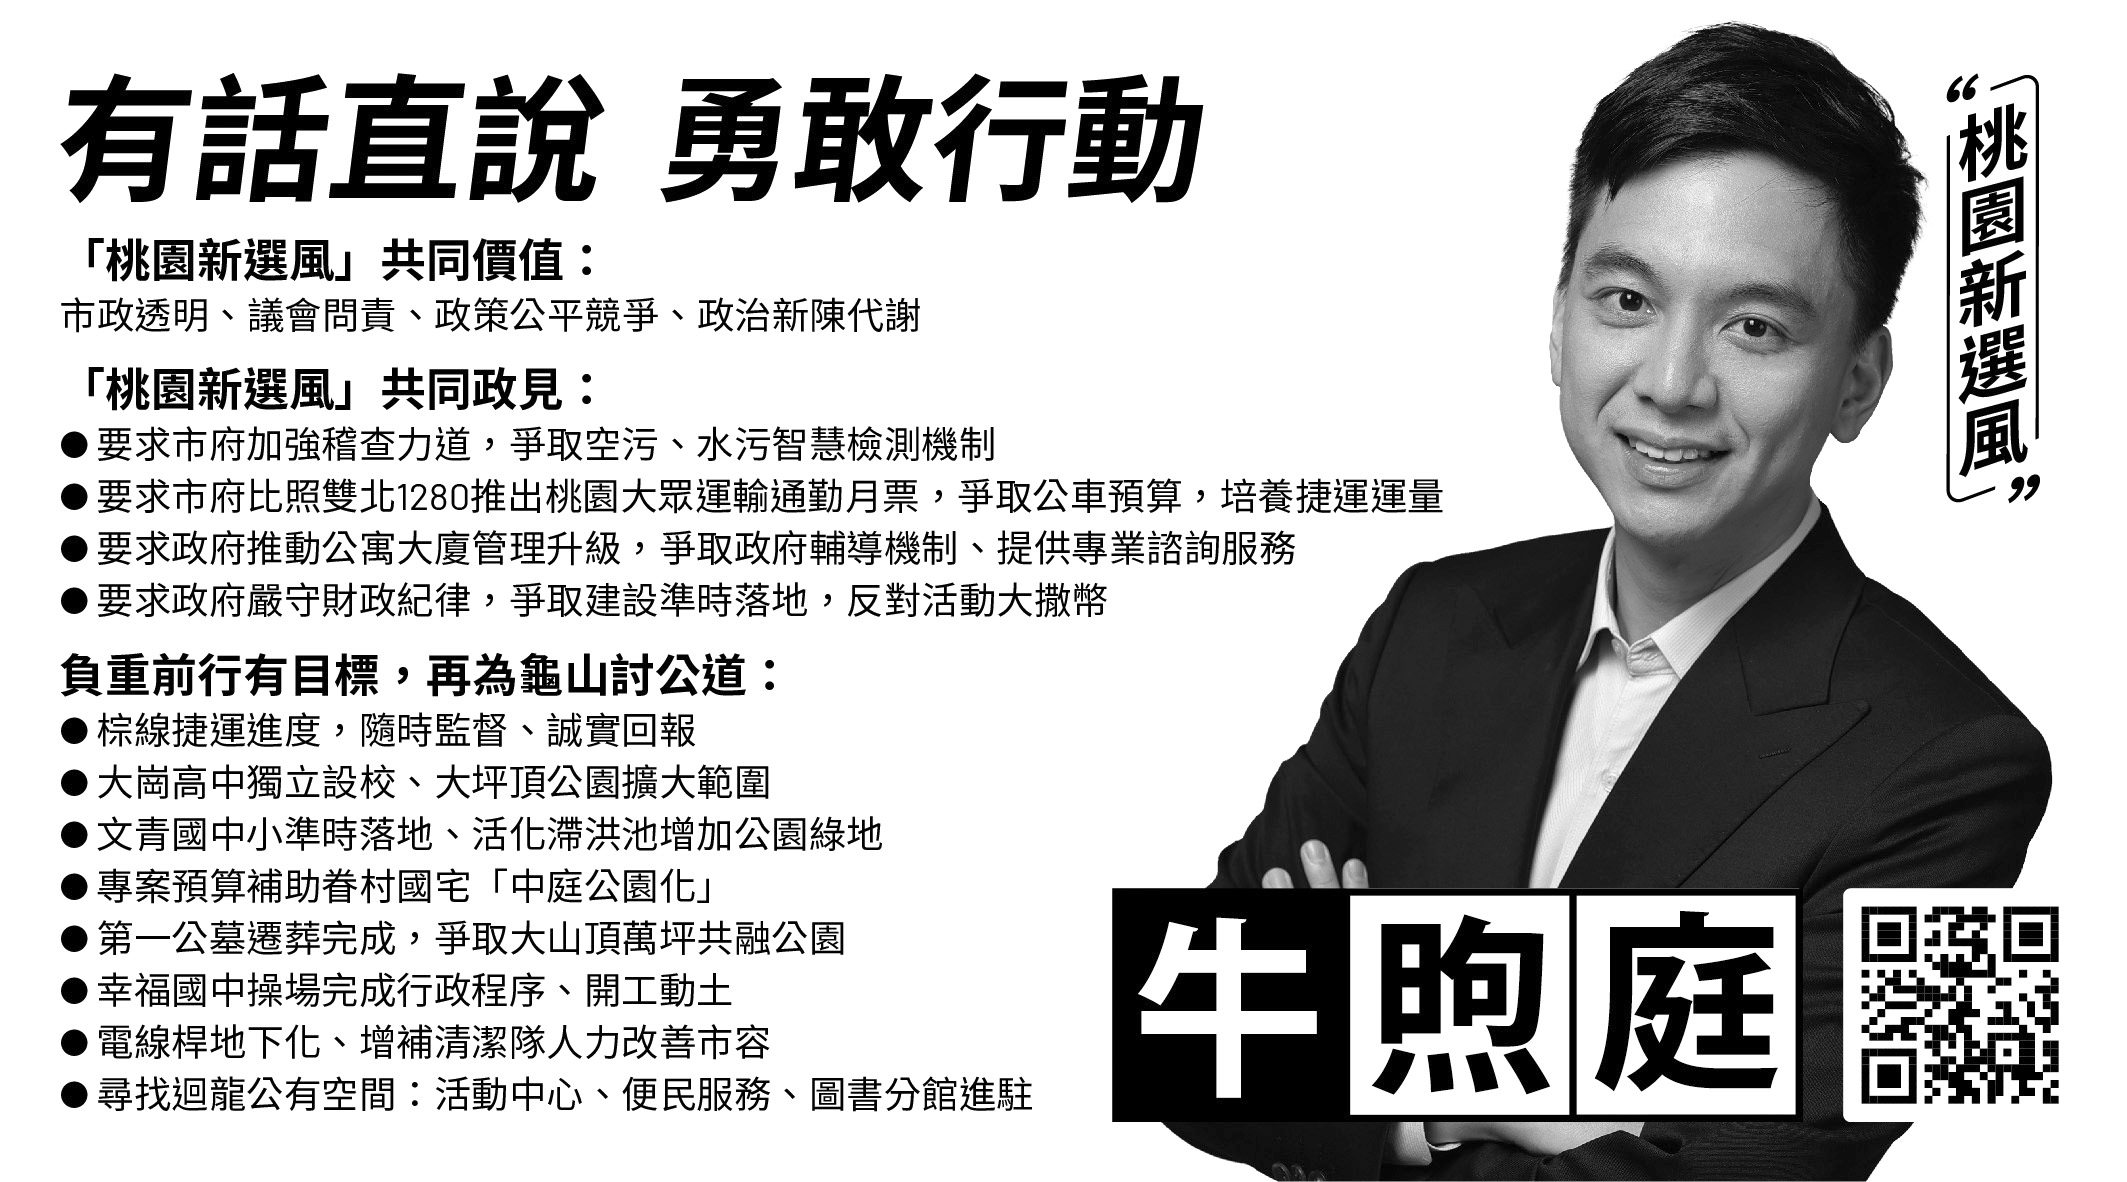 有話直說 勇敢行動
「桃園新選風」共同價值：
市政透明、議會問責、政策公平競爭、政治新陳代謝
「桃園新選風」共同政見：
●要求市府加強稽查力道，爭取空污、水污智慧檢測機制
●要求市府比照雙北1280推出桃園大眾運輸通勤月票，爭取公車預算，培養捷運運量
●要求政府推動公寓大廈管理升級，爭取政府輔導機制、提供專業諮詢服務
●要求政府嚴守財政紀律，爭取建設準時落地，反對活動大撒幣
負重前行有目標，再為龜山討公道：
●棕線捷運進度，隨時監督、誠實回報
●大崗高中獨立設校、大坪頂公園擴大範圍
●文青國中小準時落地、活化滯洪池增加公園綠地
●專案預算補助眷村國宅「中庭公園化」
●第一公墓遷葬完成，爭取大山頂萬坪共融公園
●幸福國中操場完成行政程序、開工動土
●電線桿地下化、增補清潔隊人力改善市容
●尋找迴龍公有空間：活動中心、便民服務、圖書分館進駐
“桃園新選風”
牛煦庭